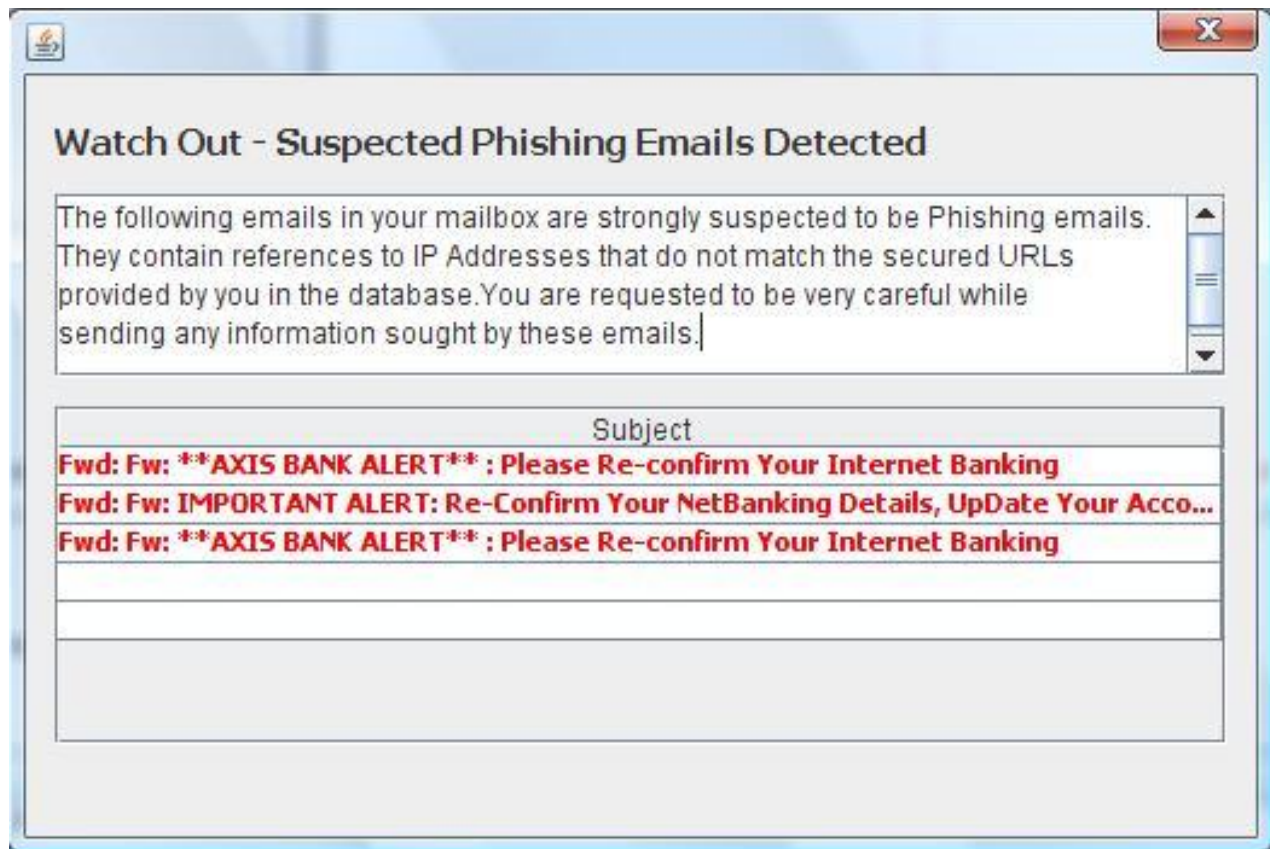 Watch Out - Suspected Phishing Emails Detected
The following emails in your mailbox are strongly suspected to be Phishing emails.
They contain references to IP Addresses that do not match the secured URLs
provided by you in the database.You are requested to be very careful while
sending any information sought by these emails.
Subject
Fwd: Fw: **AXIS BANK ALERT** : Please Re-confirm Your Internet Banking
Fwd: Fw: IMPORTANT ALERT: Re-Confirm Your NetBanking Details, UpDate Your Acco...
Fwd: Fw: **AXIS BANK ALERT** : Please Re-confirm Your Internet Banking